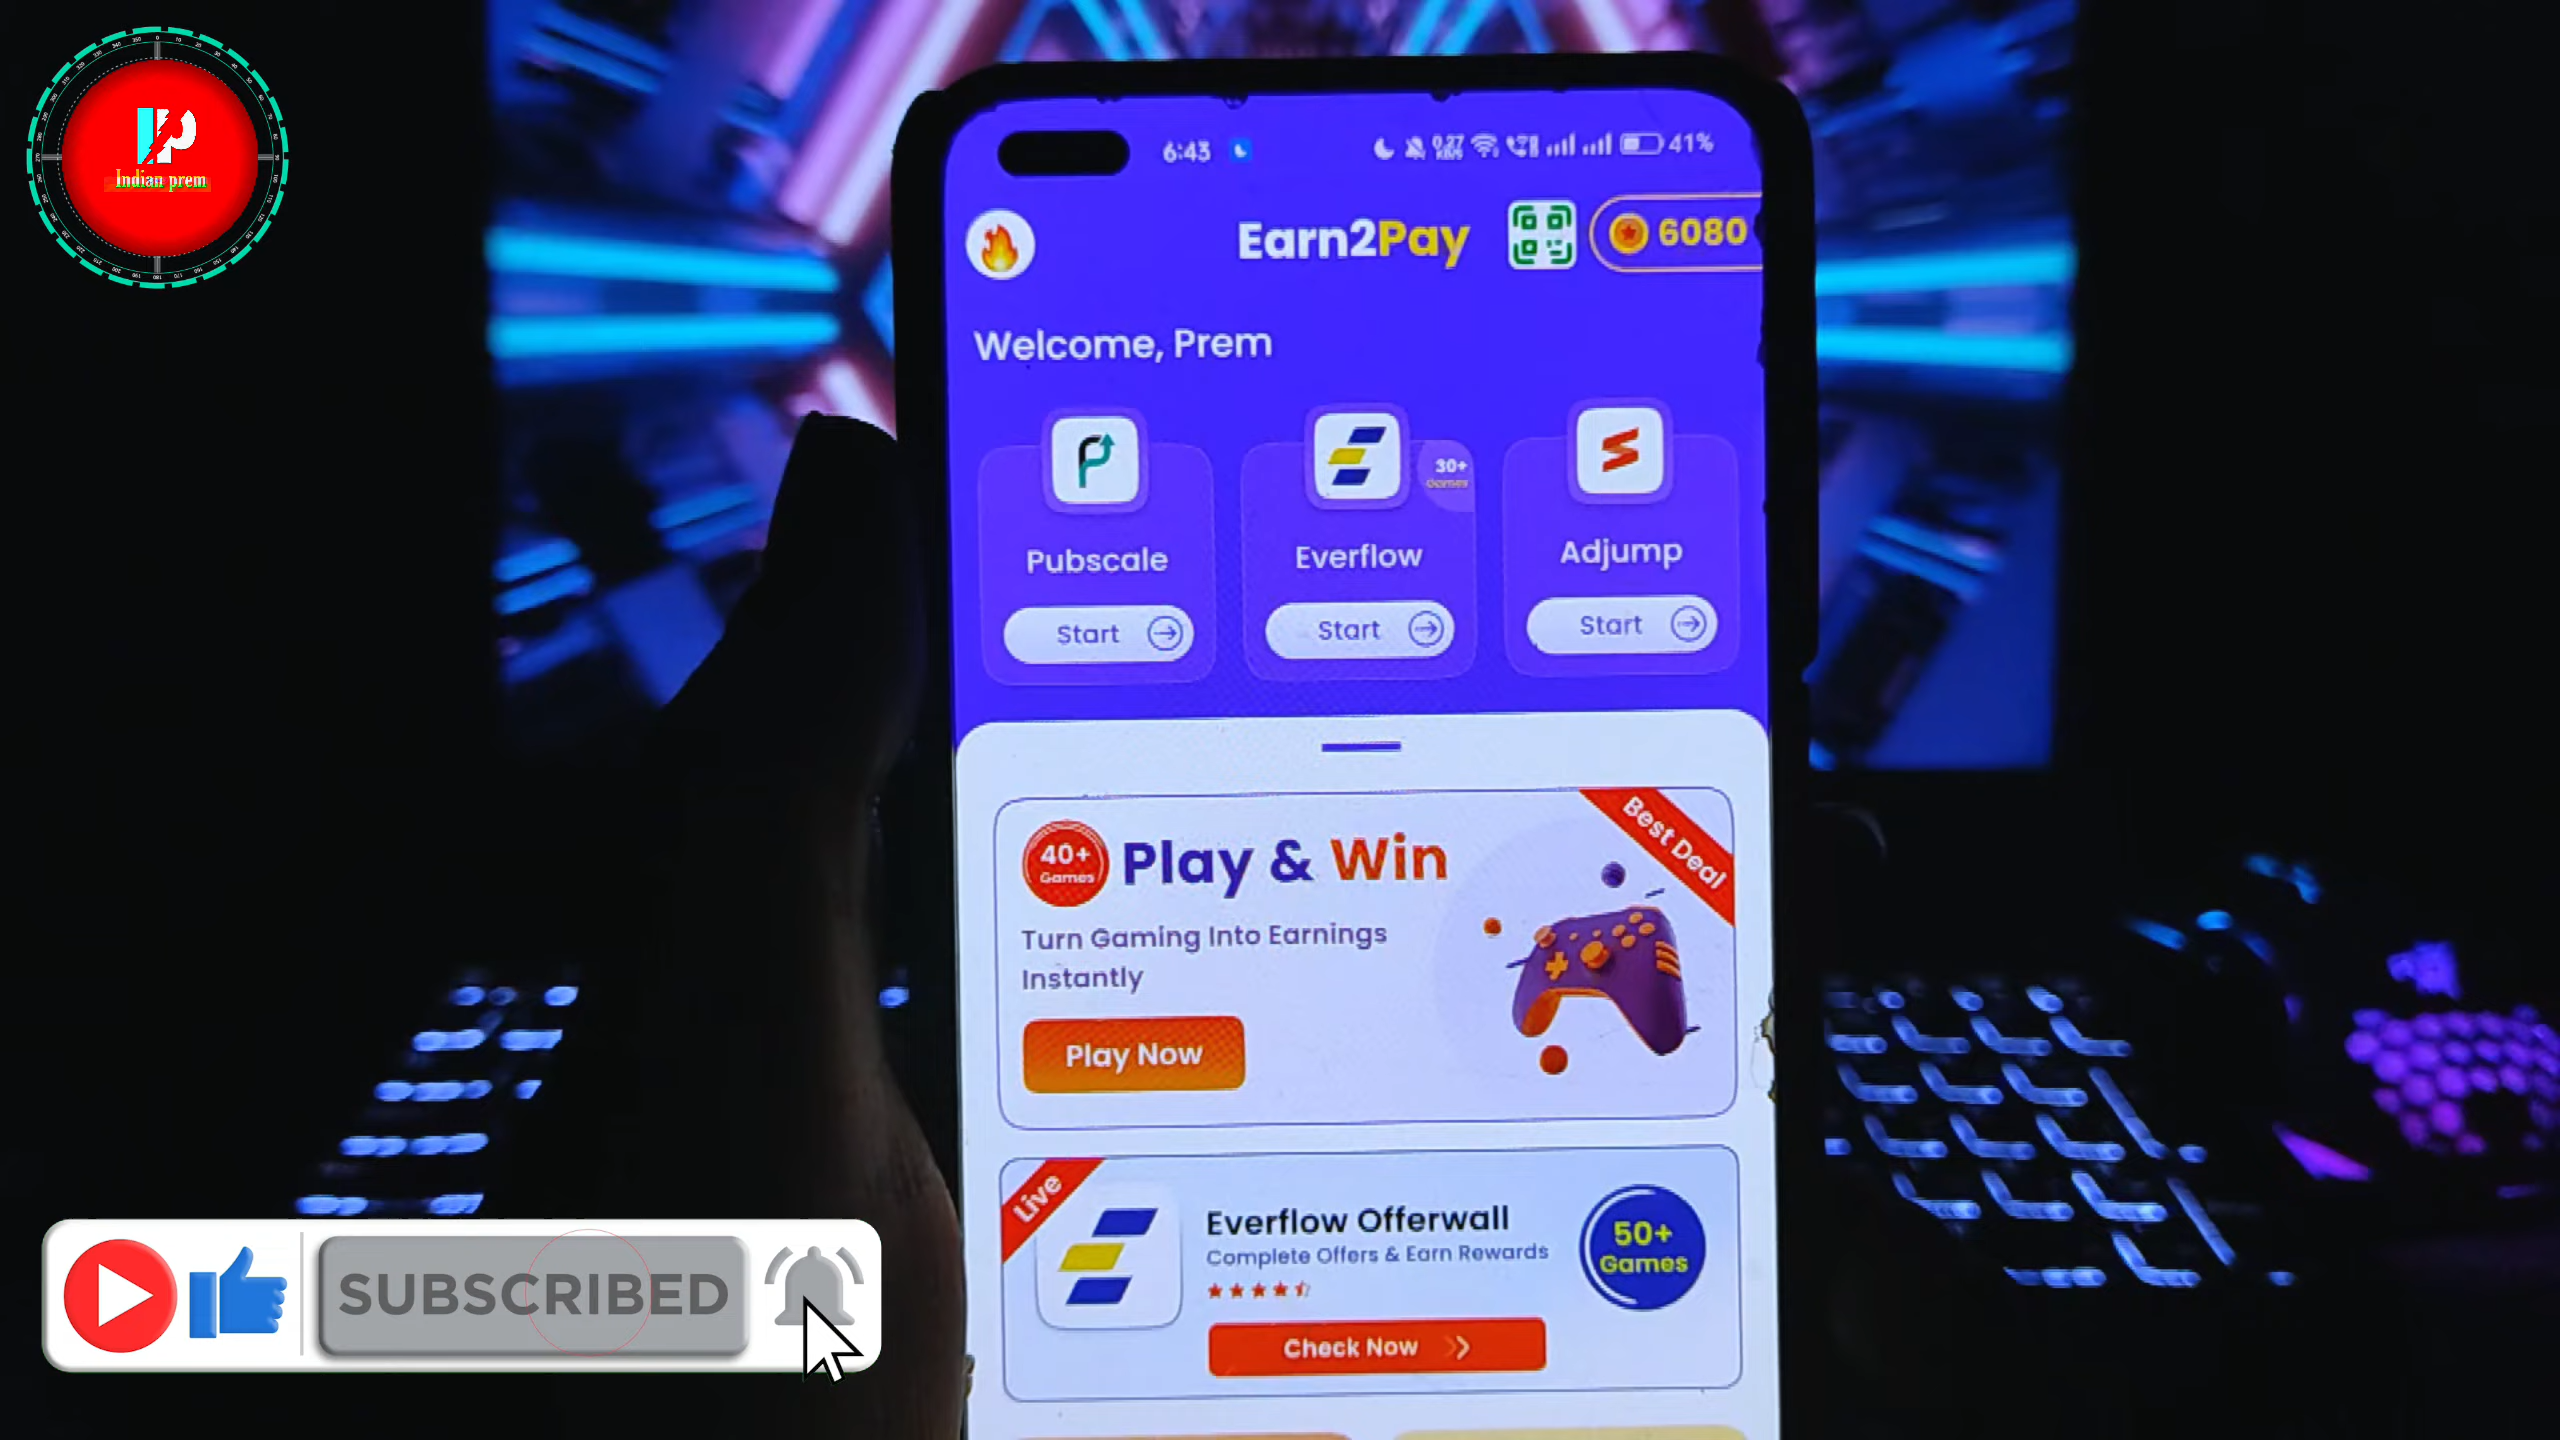 Indian prem
6:43
41%
Earn2Pay
6080
Welcome, Prem
30+
Games
Pubscale
Everflow
Adjump
Start
Start
Start
Best Deal
40+
Games
Play & Win
Turn Gaming Into Earnings
Instantly
Play Now
Live
Everflow Offerwall
Complete Offers & Earn Rewards
50+
Games
Check Now
SUBSCRIBED